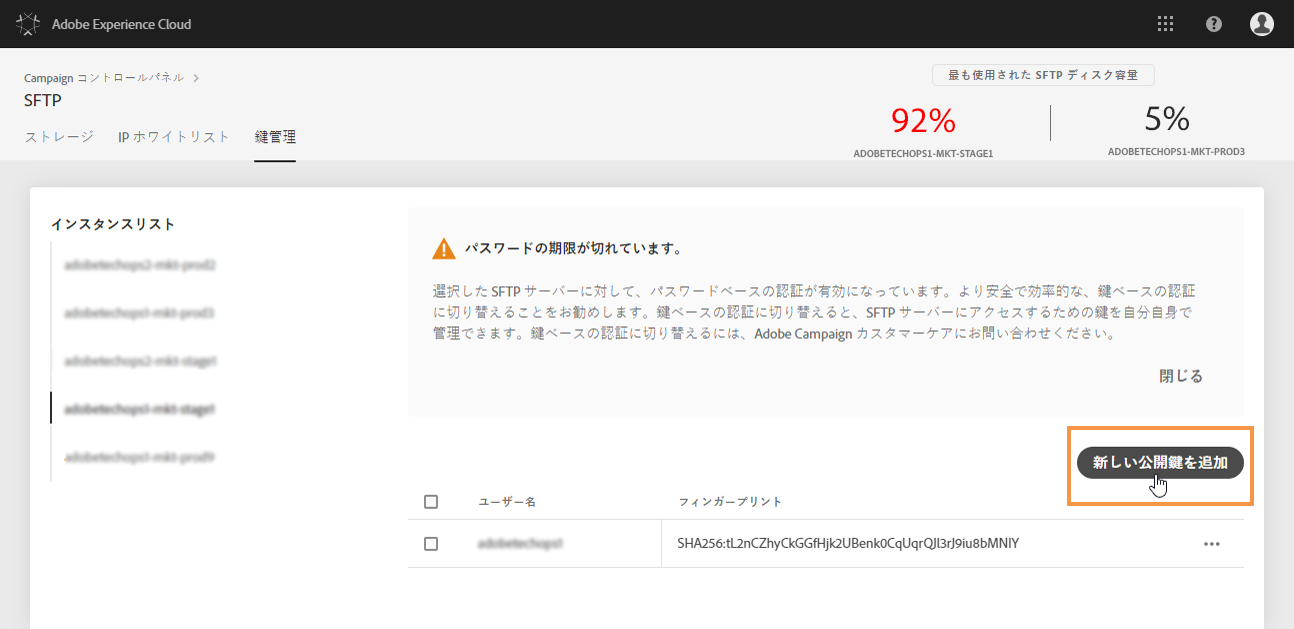 Adobe Experience Cloud
Campaign コントロールパネル
SFTP
ストレージ IP ホワイトリスト 鍵管理
最も使用された SFTP ディスク容量
92%
ADOBETECHOPS1-MKT-STAGE1
5%
ADOBETECHOPS1-MKT-PROD3
インスタンスリスト
adobetechops2-mkt-prod2
adobetechops1-mkt-prod3
adobetechops2-mkt-stage1
adobetechops1-mkt-stage1
adobetechops1-mkt-prod9
パスワードの期限が切れています。
選択した SFTP サーバーに対して、パスワードベースの認証が有効になっています。より安全で効率的な、鍵ベースの認証
に切り替えることをお勧めします。鍵ベースの認証に切り替えると、SFTP サーバーにアクセスするための鍵を自分自身で
管理できます。鍵ベースの認証に切り替えるには、Adobe Campaign カスタマーケアにお問い合わせください。
閉じる
新しい公開鍵を追加
ユーザー名 フィンガープリント
adobetechops1 SHA256:tL2nCZhyCkGGfHjk2UBenk0CqUqrQJl3rJ9iu8bMNlY